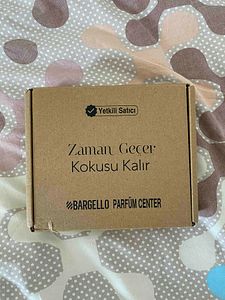 Yetkili Satıcı
Zaman Geçer
Kokusu Kalır
BARGELLO PARFÜM CENTER